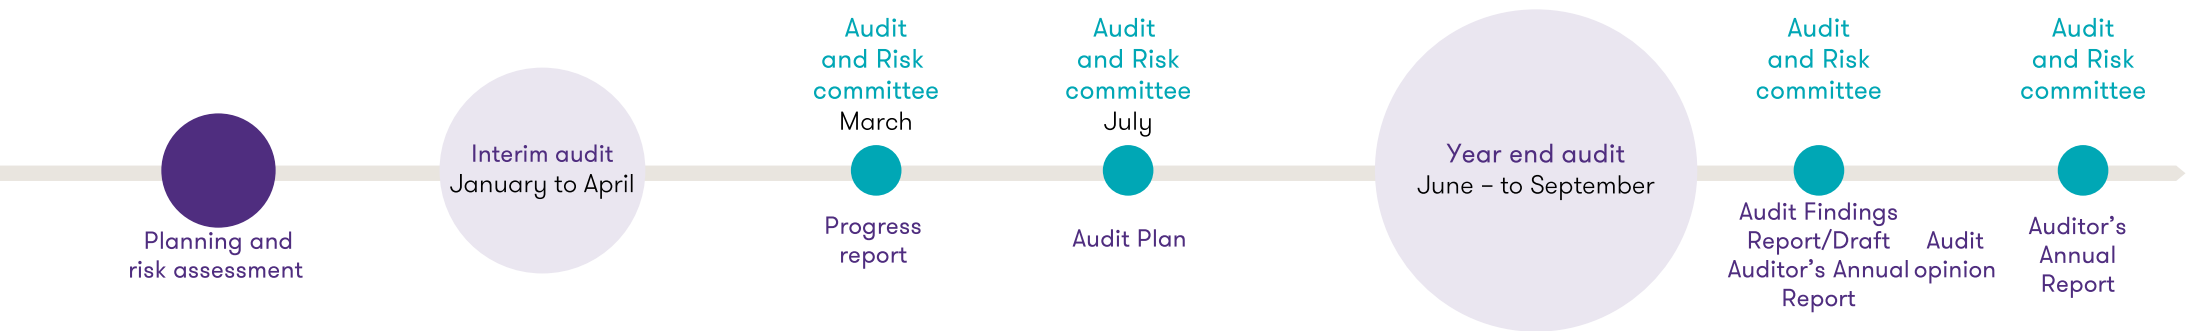 Planning and
risk assessment
Interim audit
January to April
Audit
and Risk
committee
March
Progress
report
Audit
and Risk
committee
July
Audit Plan
Year end audit
June – to September
Audit
and Risk
committee
Audit Findings
Report/Draft
Auditor’s Annual
Report
Audit
opinion
Audit
and Risk
committee
Auditor’s
Annual
Report